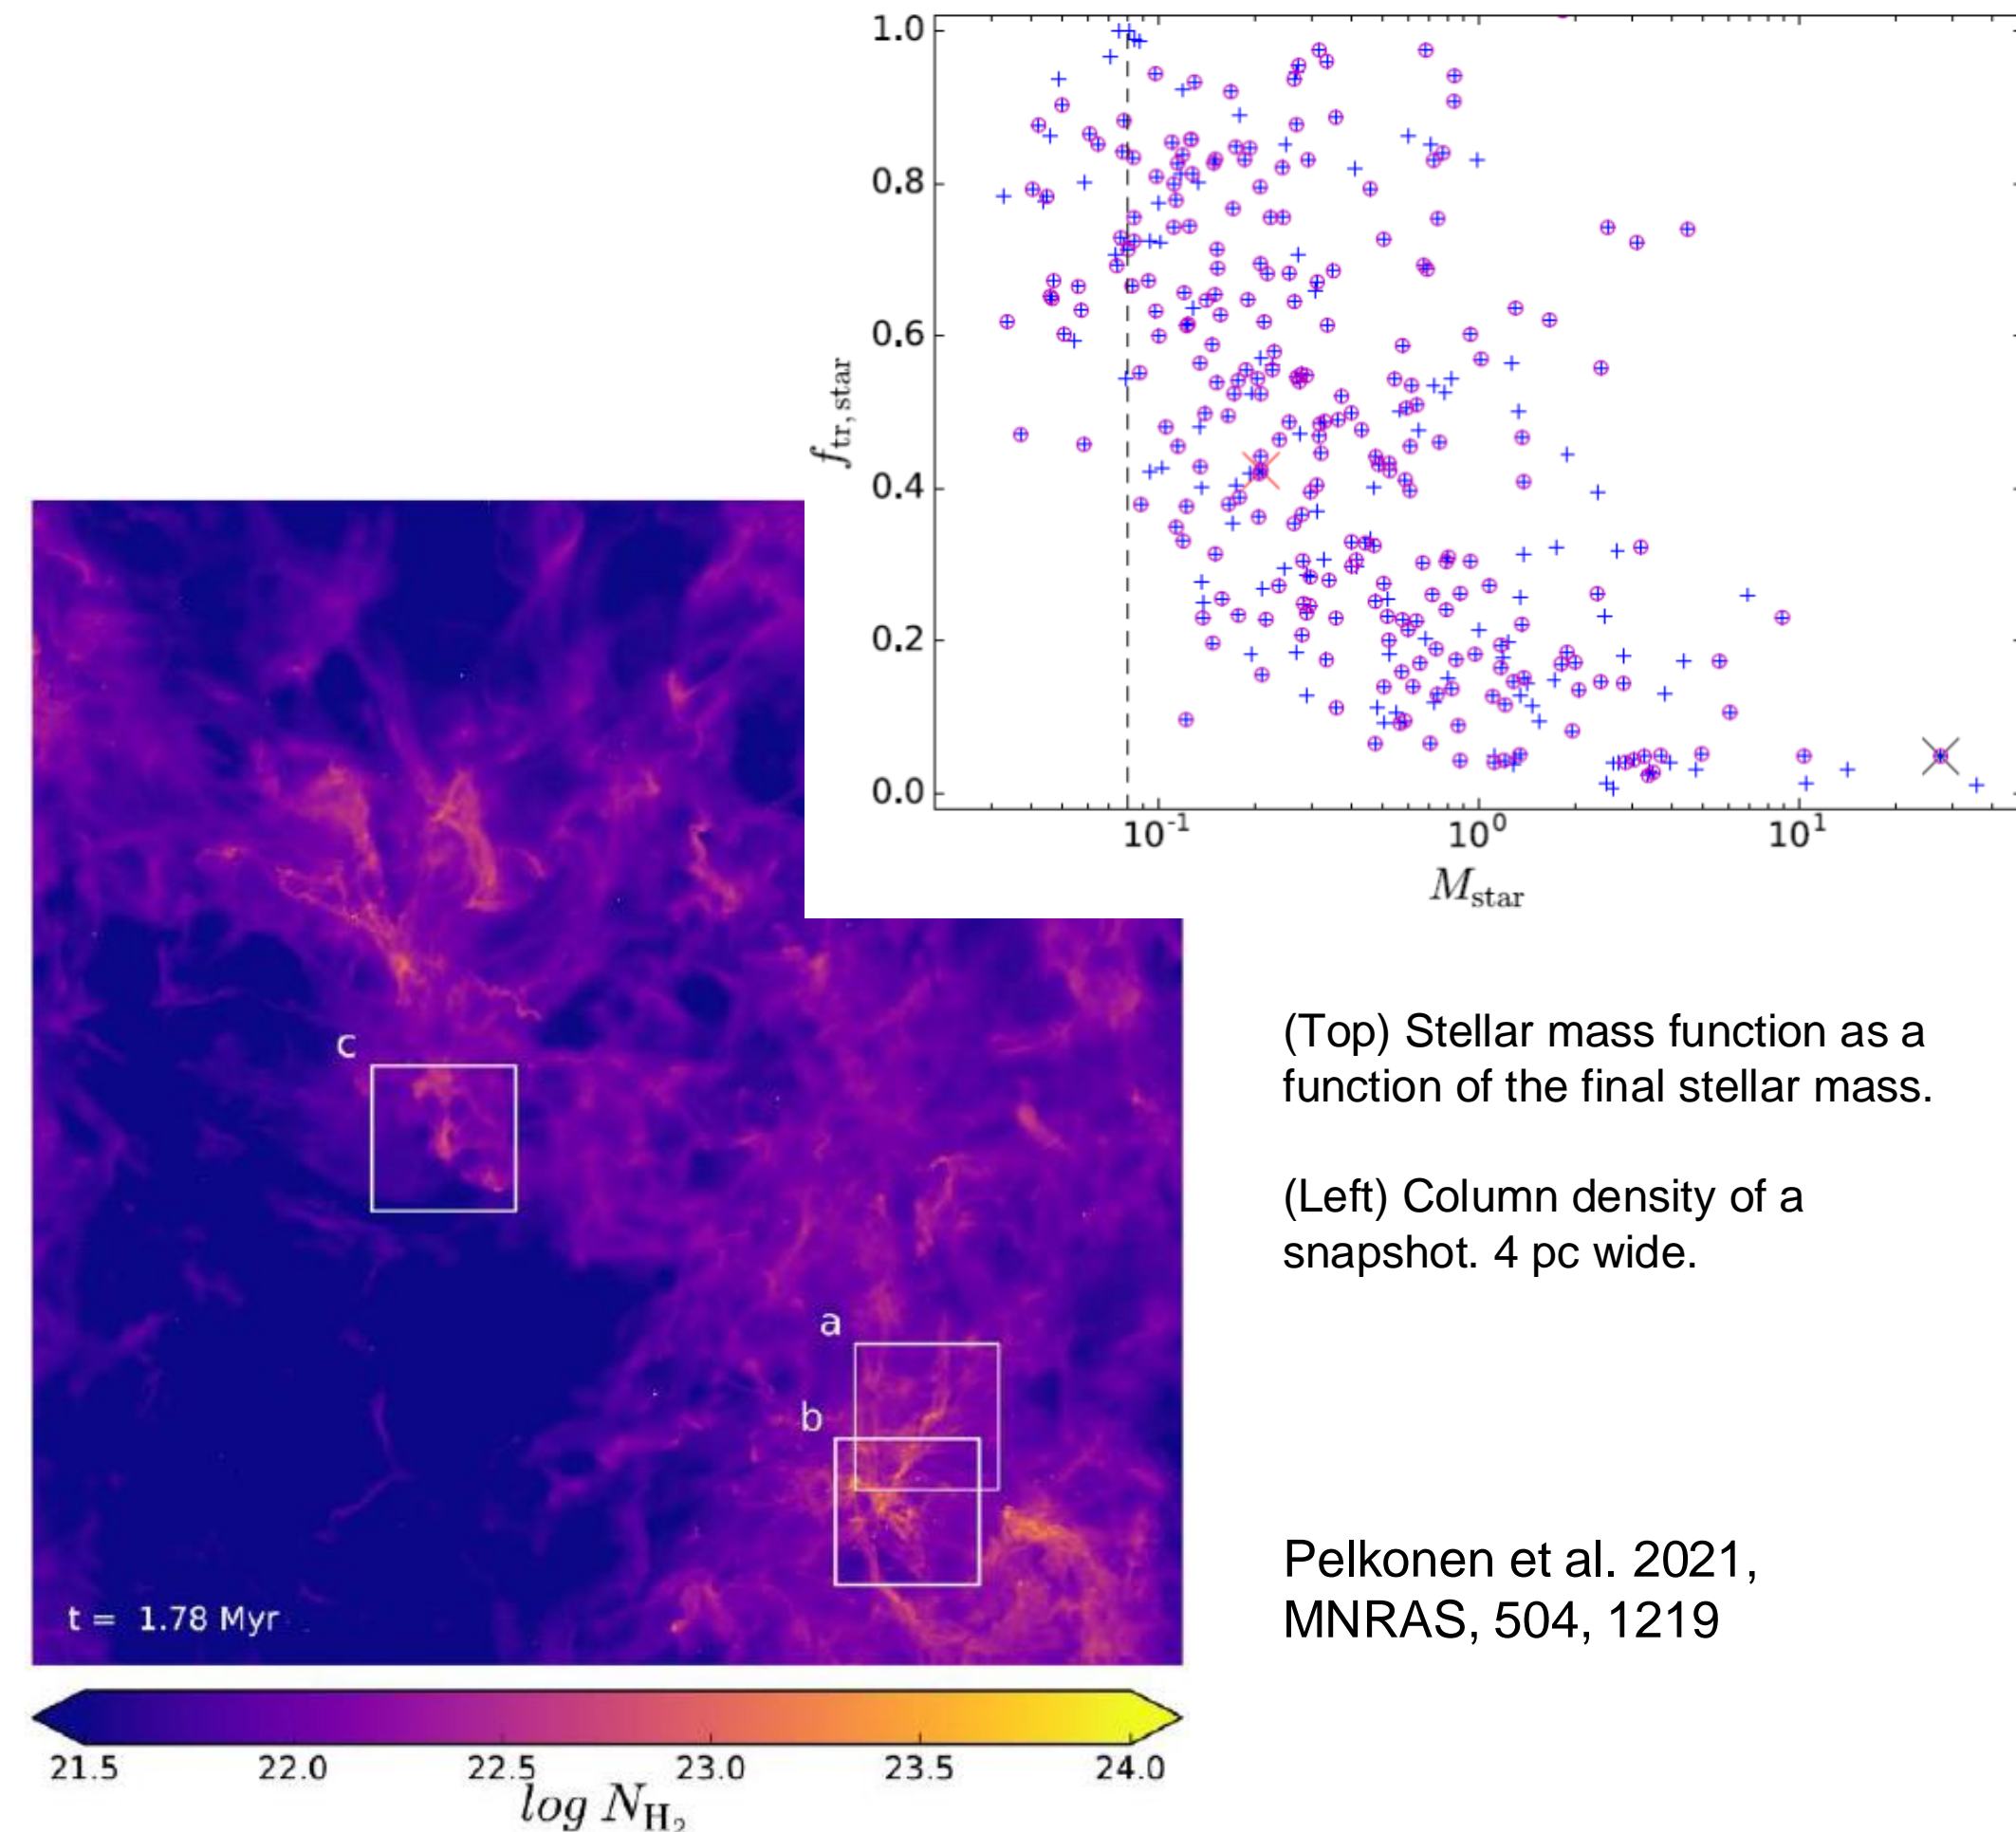 1.0
0.8
0.6
0.4
0.2
0.0
f_tr, star
10^-1
10^0
10^1
M_star
c
a
b
t = 1.78 Myr
21.5 22.0 22.5 23.0 23.5 24.0
log N_H₂
(Top) Stellar mass function as a
function of the final stellar mass.
(Left) Column density of a
snapshot. 4 pc wide.
Pelkonen et al. 2021,
MNRAS, 504, 1219